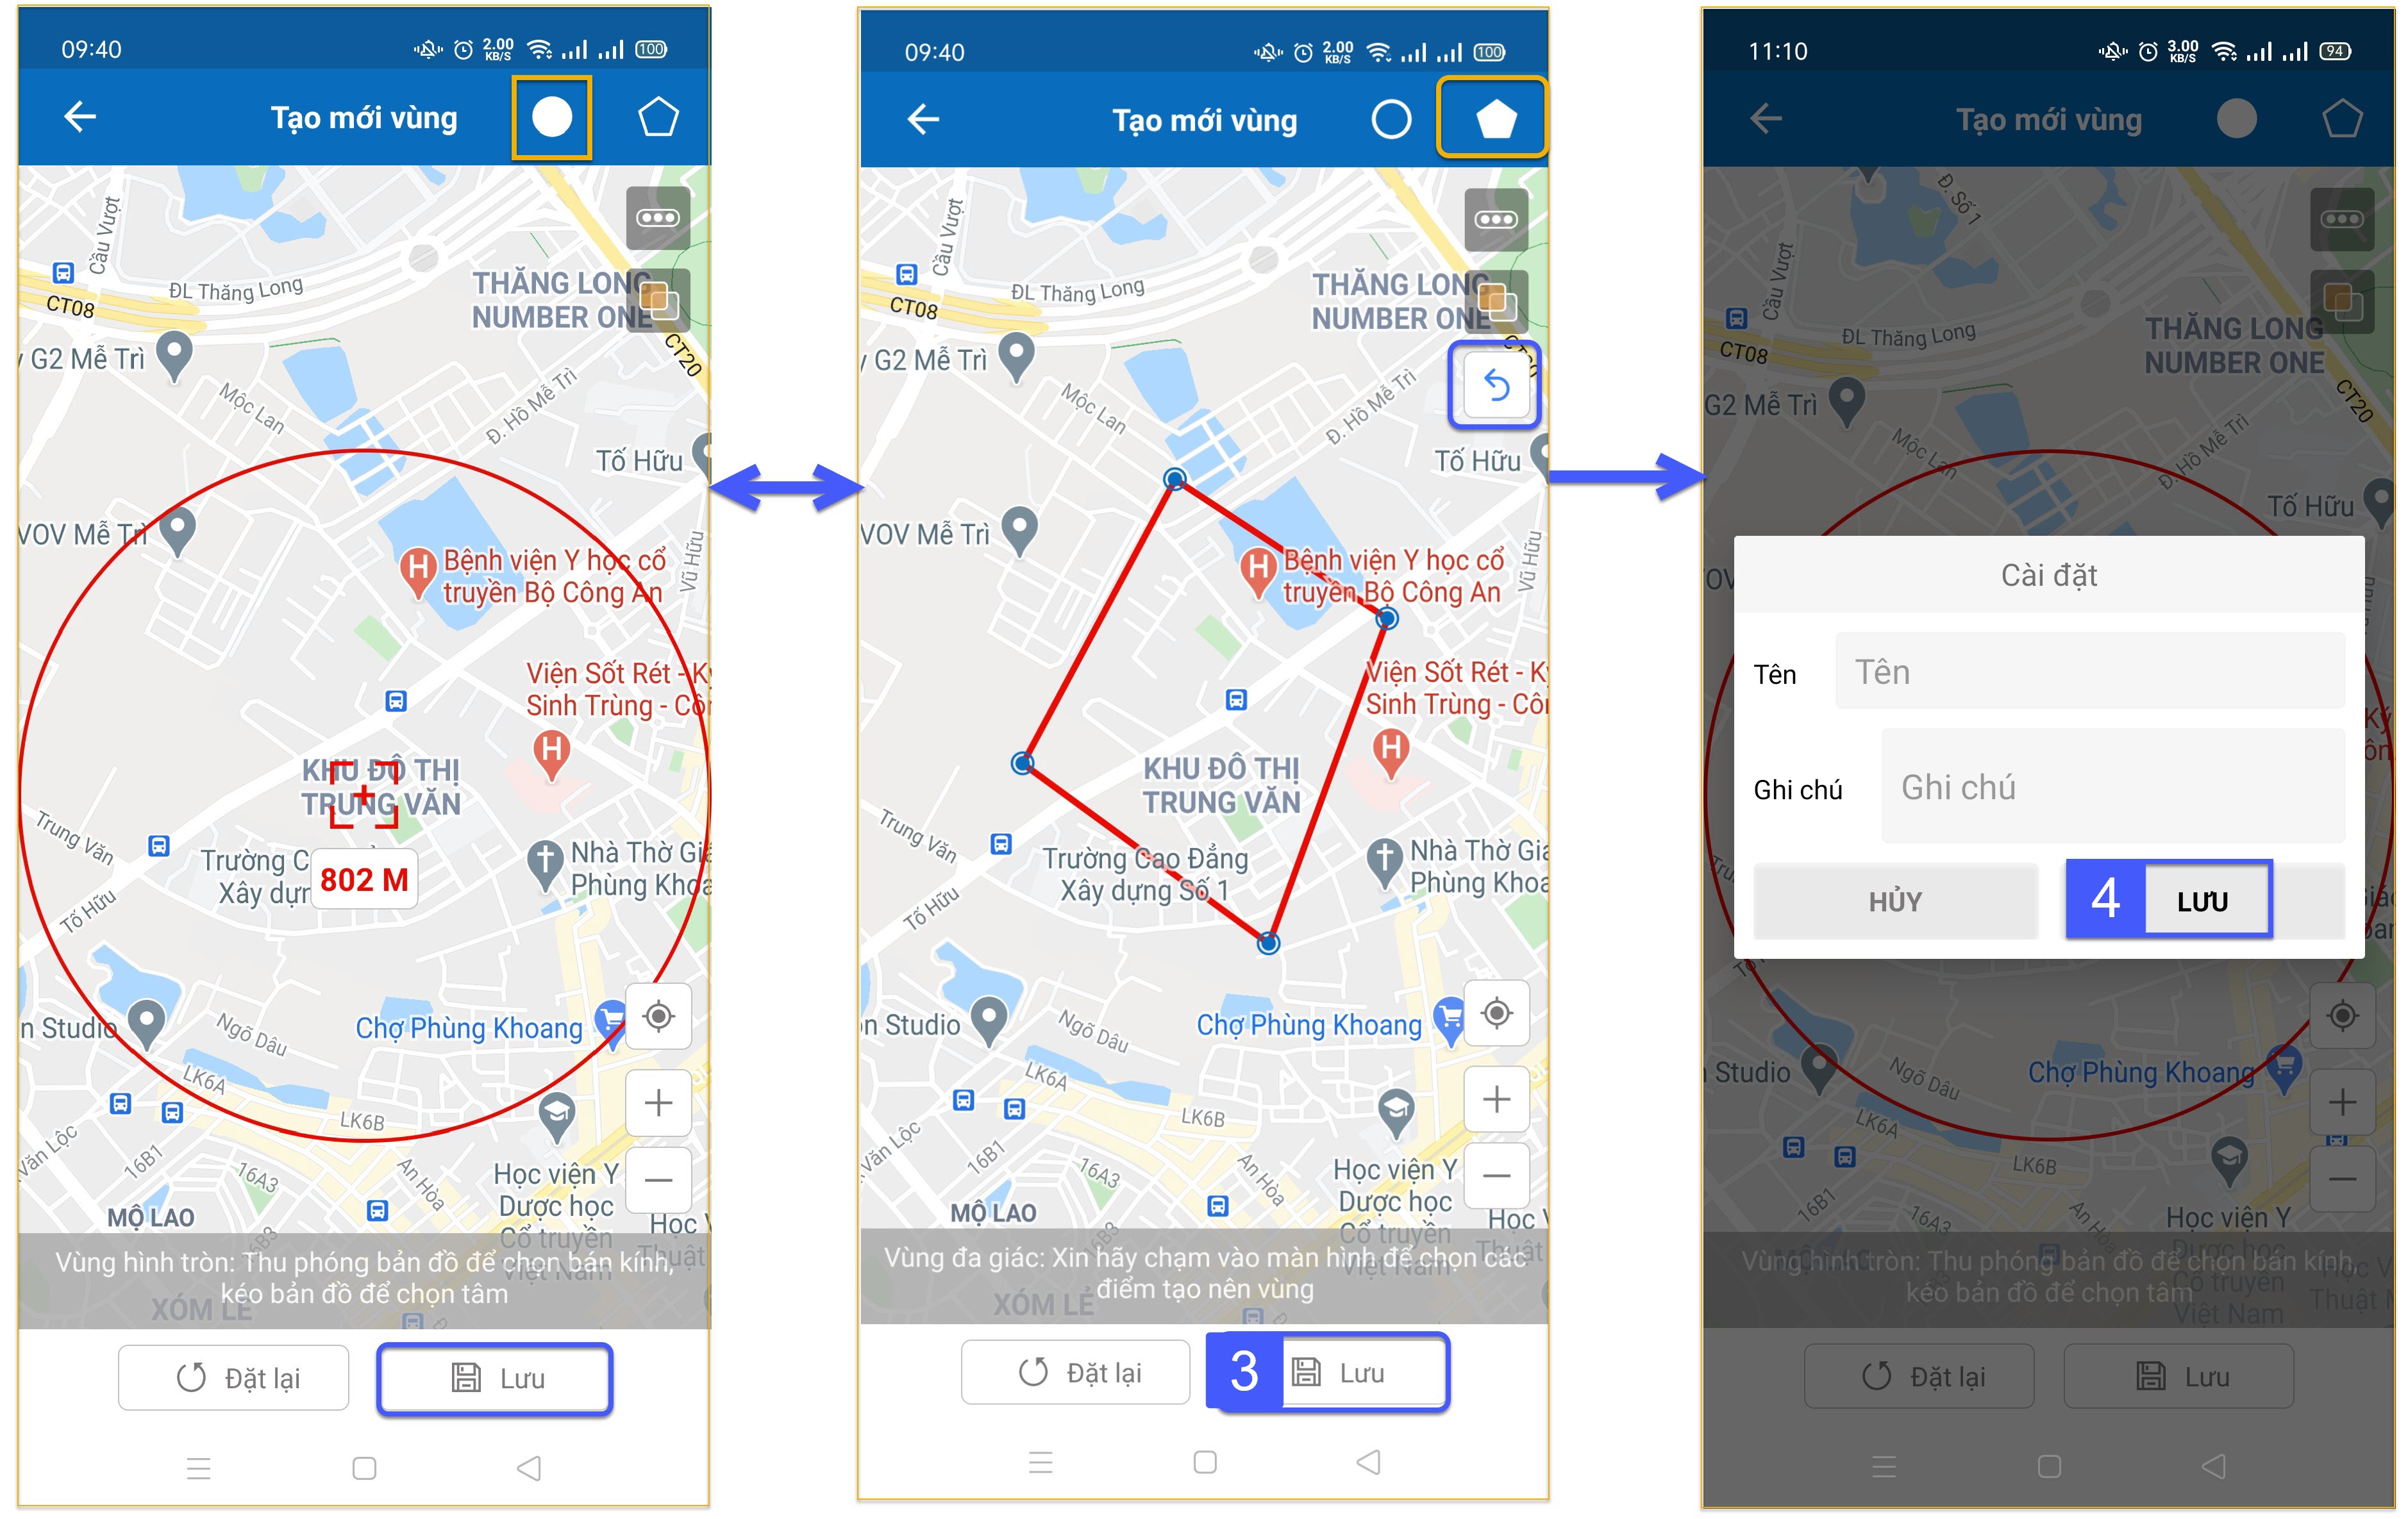 09:40
2.00
KB/S
100
Tạo mới vùng
Cầu Vượt
ĐL Thăng Long
CT08
THĂNG LONG
NUMBER ONE
CT20
G2 Mễ Trì
Mộc Lan
Đ. Hồ Mễ Trì
Tố Hữu
VOV Mễ Trì
Bệnh viện Y học cổ
truyền Bộ Công An
Vũ Hữu
Viện Sốt Rét - Ký
Sinh Trùng - Côn
KHU ĐÔ THỊ
TRUNG VĂN
Trung Văn
Trường C
Xây dựn
802 M
Nhà Thờ Giá
Phùng Khoa
Tố Hữu
n Studio
Ngõ Dâu
Chợ Phùng Khoang
LK6A
LK6B
Văn Lộc
16B1
16A3
An Hòa
Học viện Y
Dược học
Cổ truyền
Việt Nam
MỘ LAO
16B3
Học V
Thuật
Vùng hình tròn: Thu phóng bản đồ để chọn bán kính,
kéo bản đồ để chọn tâm
XÓM LẺ
Đặt lại
Lưu
09:40
2.00
KB/S
100
Tạo mới vùng
Cầu Vượt
ĐL Thăng Long
CT08
THĂNG LONG
NUMBER ONE
G2 Mễ Trì
Mộc Lan
Đ. Hồ Mễ Trì
Tố Hữu
VOV Mễ Trì
Bệnh viện Y học cổ
truyền Bộ Công An
Vũ Hữu
Viện Sốt Rét - Ký
Sinh Trùng - Côn
KHU ĐÔ THỊ
TRUNG VĂN
Trung Văn
Trường Cao Đẳng
Xây dựng Số 1
Nhà Thờ Giá
Phùng Khoa
Tố Hữu
n Studio
Ngõ Dâu
Chợ Phùng Khoang
LK6A
LK6B
Văn Lộc
16B1
16A3
An Hòa
Học viện Y
Dược học
Cổ truyền
Việt Nam
MỘ LAO
16B3
Học V
Thuật
Vùng đa giác: Xin hãy chạm vào màn hình để chọn các
điểm tạo nên vùng
XÓM LẺ
Đặt lại
3
Lưu
11:10
3.00
KB/S
94
Tạo mới vùng
Đ. Số 1
Cầu Vượt
ĐL Thăng Long
CT08
THĂNG LONG
NUMBER ONE
CT20
G2 Mễ Trì
Mộc Lan
Đ. Hồ Mễ Trì
Tố Hữu
Cài đặt
Tên
Tên
Ghi chú
Ghi chú
HỦY
4
LƯU
Studio
Ngõ Dâu
Chợ Phùng Khoang
LK6A
LK6B
16B1
16A3
An Hòa
Học viện Y
Dược học
Cổ truyền
Việt Nam
Học V
Thuật
Vùng hình tròn: Thu phóng bản đồ để chọn bán kính,
kéo bản đồ để chọn tâm
Đặt lại
Lưu